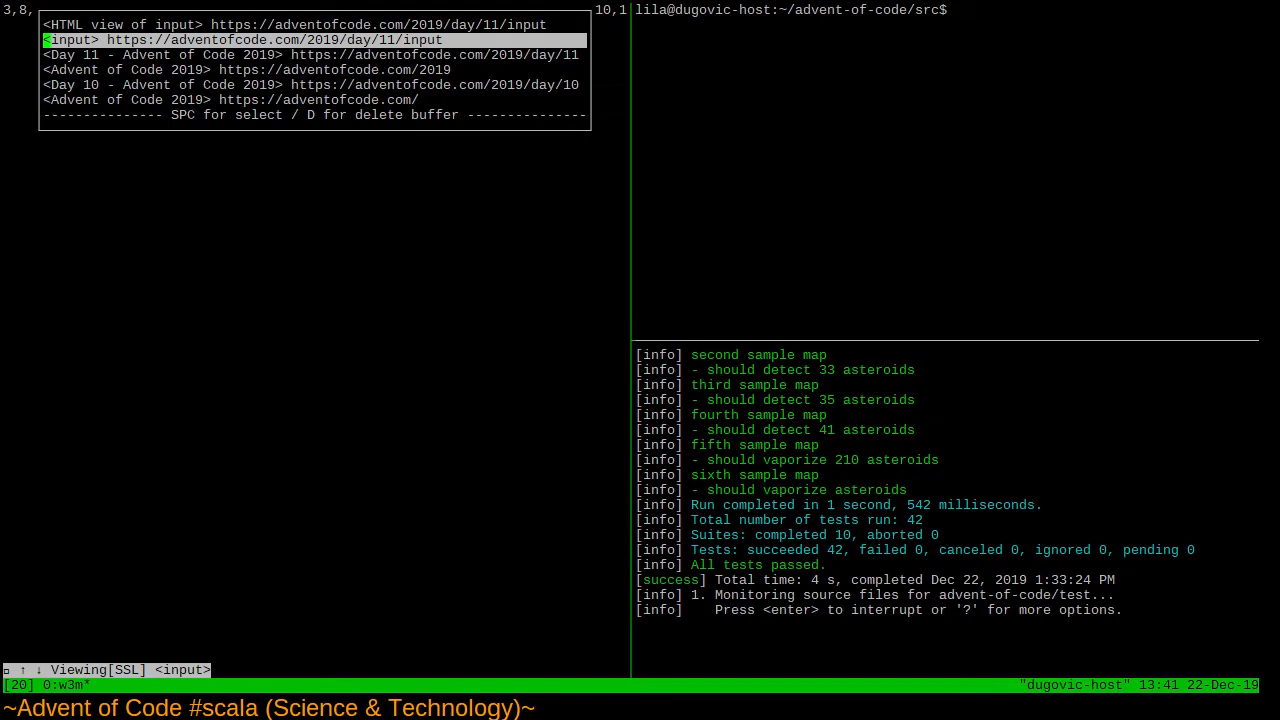 3,8,
10,1
<HTML view of input> https://adventofcode.com/2019/day/11/input
<input> https://adventofcode.com/2019/day/11/input
<Day 11 - Advent of Code 2019> https://adventofcode.com/2019/day/11
<Advent of Code 2019> https://adventofcode.com/2019
<Day 10 - Advent of Code 2019> https://adventofcode.com/2019/day/10
<Advent of Code 2019> https://adventofcode.com/
--------------- SPC for select / D for delete buffer ---------------
↑ ↓ Viewing[SSL] <input>
lila@dugovic-host:~/advent-of-code/src$
[info] second sample map
[info] - should detect 33 asteroids
[info] third sample map
[info] - should detect 35 asteroids
[info] fourth sample map
[info] - should detect 41 asteroids
[info] fifth sample map
[info] - should vaporize 210 asteroids
[info] sixth sample map
[info] - should vaporize asteroids
[info] Run completed in 1 second, 542 milliseconds.
[info] Total number of tests run: 42
[info] Suites: completed 10, aborted 0
[info] Tests: succeeded 42, failed 0, canceled 0, ignored 0, pending 0
[info] All tests passed.
[success] Total time: 4 s, completed Dec 22, 2019 1:33:24 PM
[info] 1. Monitoring source files for advent-of-code/test...
[info]    Press <enter> to interrupt or '?' for more options.
[20] 0:w3m* "dugovic-host" 13:41 22-Dec-19
~Advent of Code #scala (Science & Technology)~